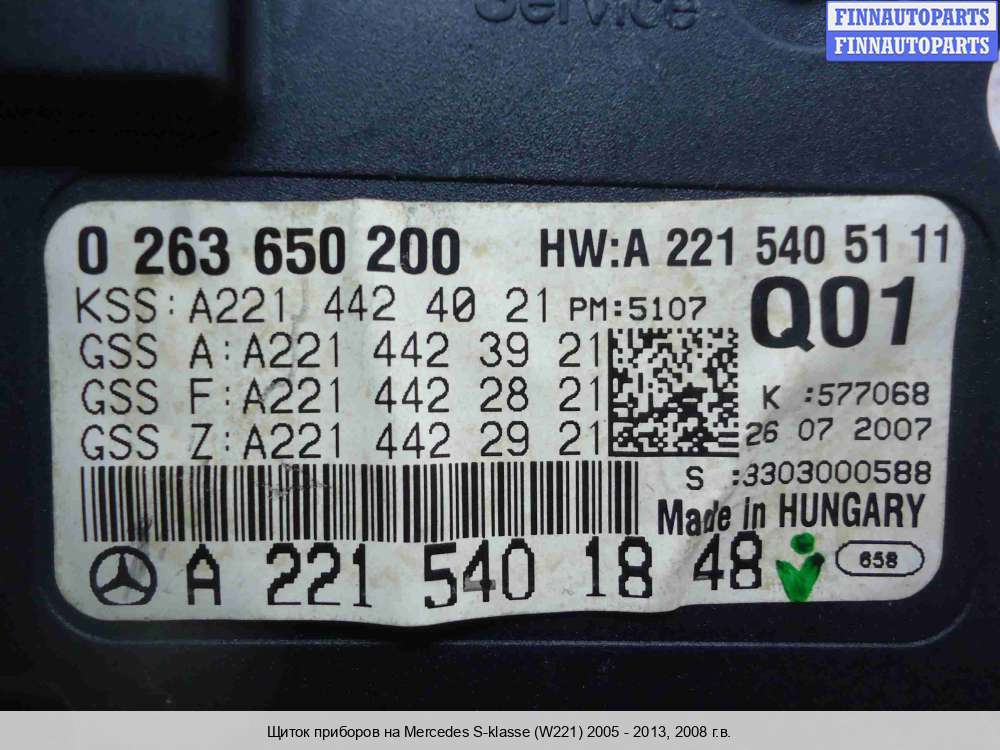 Service
FINNAUTOPARTS
FINNAUTOPARTS
0 263 650 200 HW:A 221 540 51 11
KSS:A221 442 40 21 PM:5107 Q01
GSS A:A221 442 39 21
GSS F:A221 442 28 21 K :577068
GSS Z:A221 442 29 21 26 07 2007
S :3303000588
Made in HUNGARY
A 221 540 18 48 658
Щиток приборов на Mercedes S-klasse (W221) 2005 - 2013, 2008 г.в.